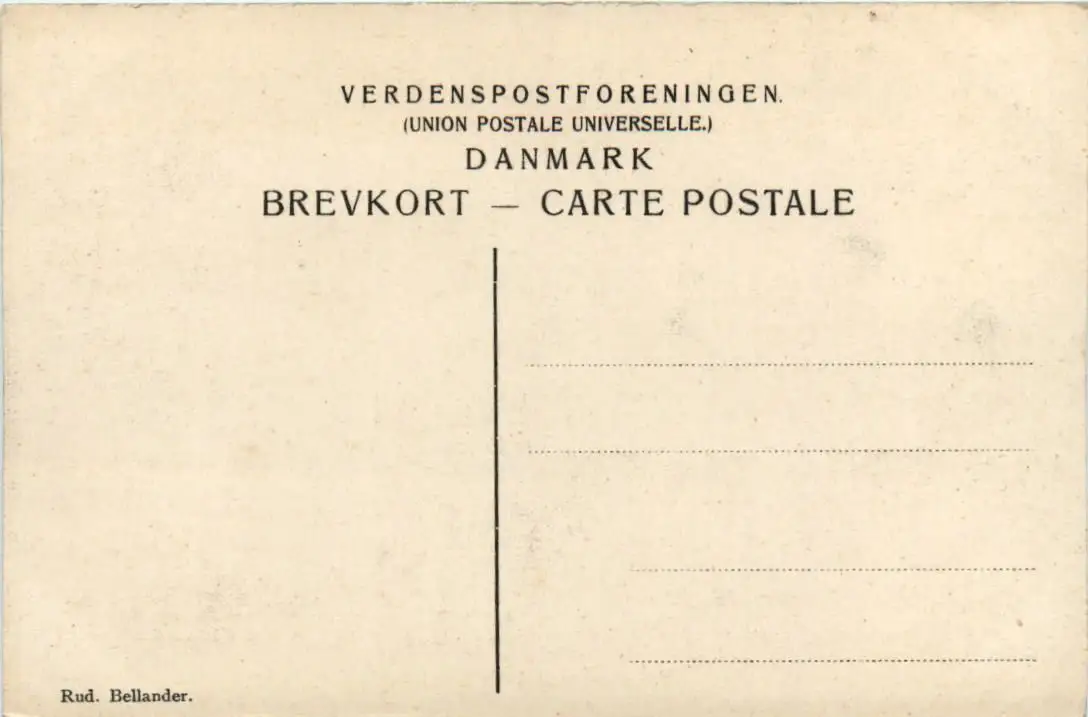 VERDENSPOSTFORENINGEN.
(UNION POSTALE UNIVERSELLE.)
DANMARK
BREVKORT — CARTE POSTALE
Rud. Bellander.